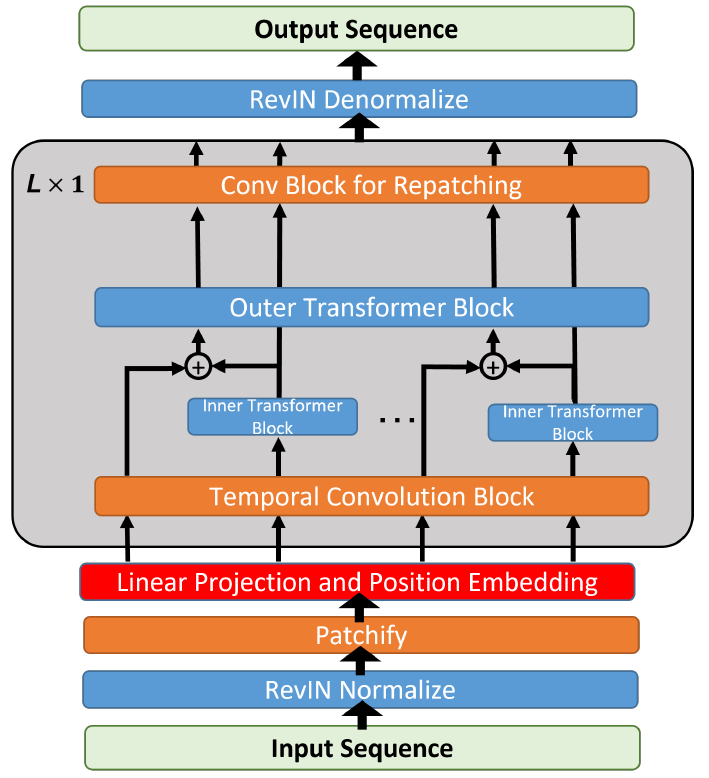 Output Sequence
RevIN Denormalize
L × 1
Conv Block for Repatching
Outer Transformer Block
+
+
Inner Transformer
Block
...
Inner Transformer
Block
Temporal Convolution Block
Linear Projection and Position Embedding
Patchify
RevIN Normalize
Input Sequence